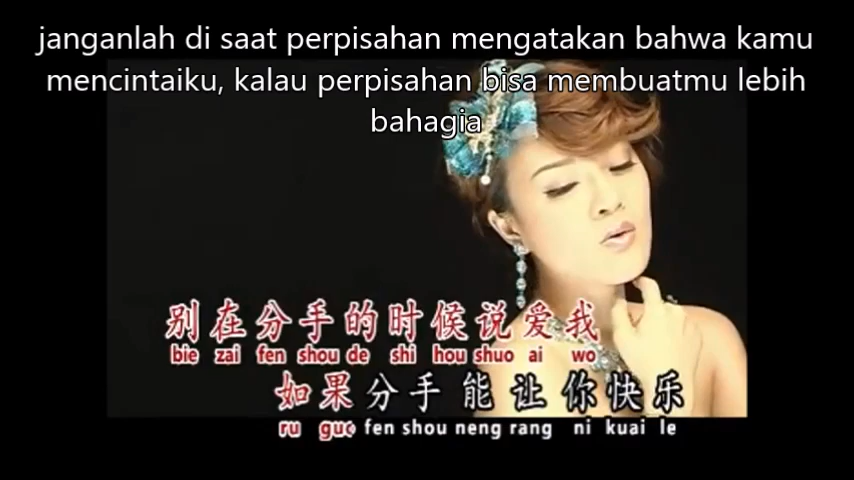 janganlah di saat perpisahan mengatakan bahwa kamu
mencintaiku, kalau perpisahan bisa membuatmu lebih
bahagia
别在分手的时候说爱我
bie zai fen shou de shi hou shuo ai wo
如果分手能让你快乐
ru guo fen shou neng rang ni kuai le